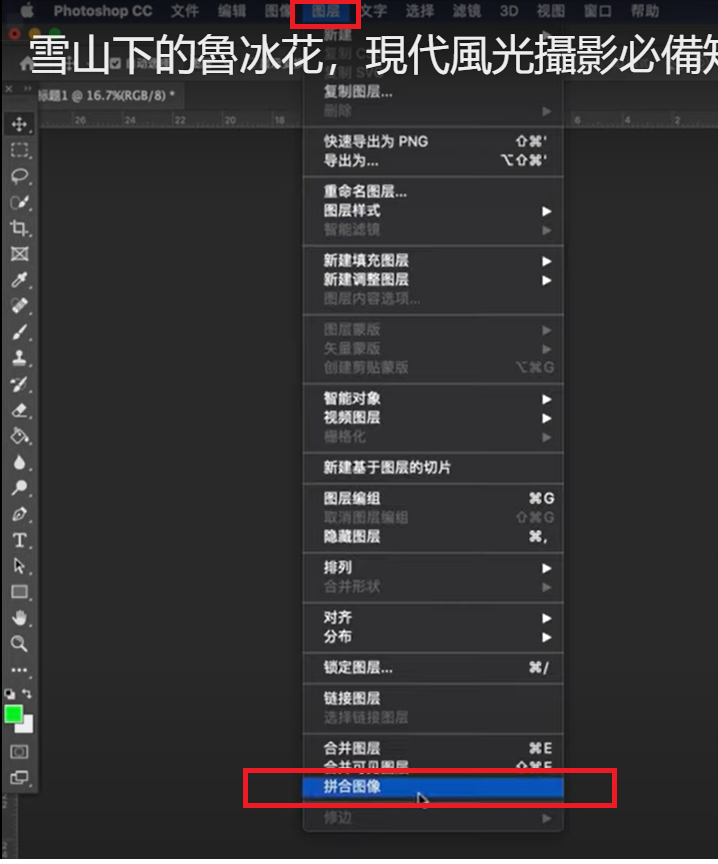 Photoshop CC 文件 编辑 图像 图层 文字 选择 滤镜 3D 视图 窗口 帮助
新建
雪山下的魯冰花，現代風光攝影必備知
复制 SVG
标题1 @ 16.7%(RGB/8) *
复制图层...
删除
26 24 22 20 18 6 4 2
快速导出为 PNG ⇧⌘'
导出为... ⌥⇧⌘'
重命名图层...
图层样式
智能滤镜
新建填充图层
新建调整图层
图层内容选项...
图层蒙版
矢量蒙版
创建剪贴蒙版 ⌥⌘G
智能对象
视频图层
栅格化
新建基于图层的切片
图层编组 ⌘G
取消图层编组 ⇧⌘G
隐藏图层 ⌘,
排列
合并形状
对齐
分布
锁定图层... ⌘/
链接图层
选择链接图层
合并图层 ⌘E
合并可见图层 ⇧⌘E
拼合图像
修边